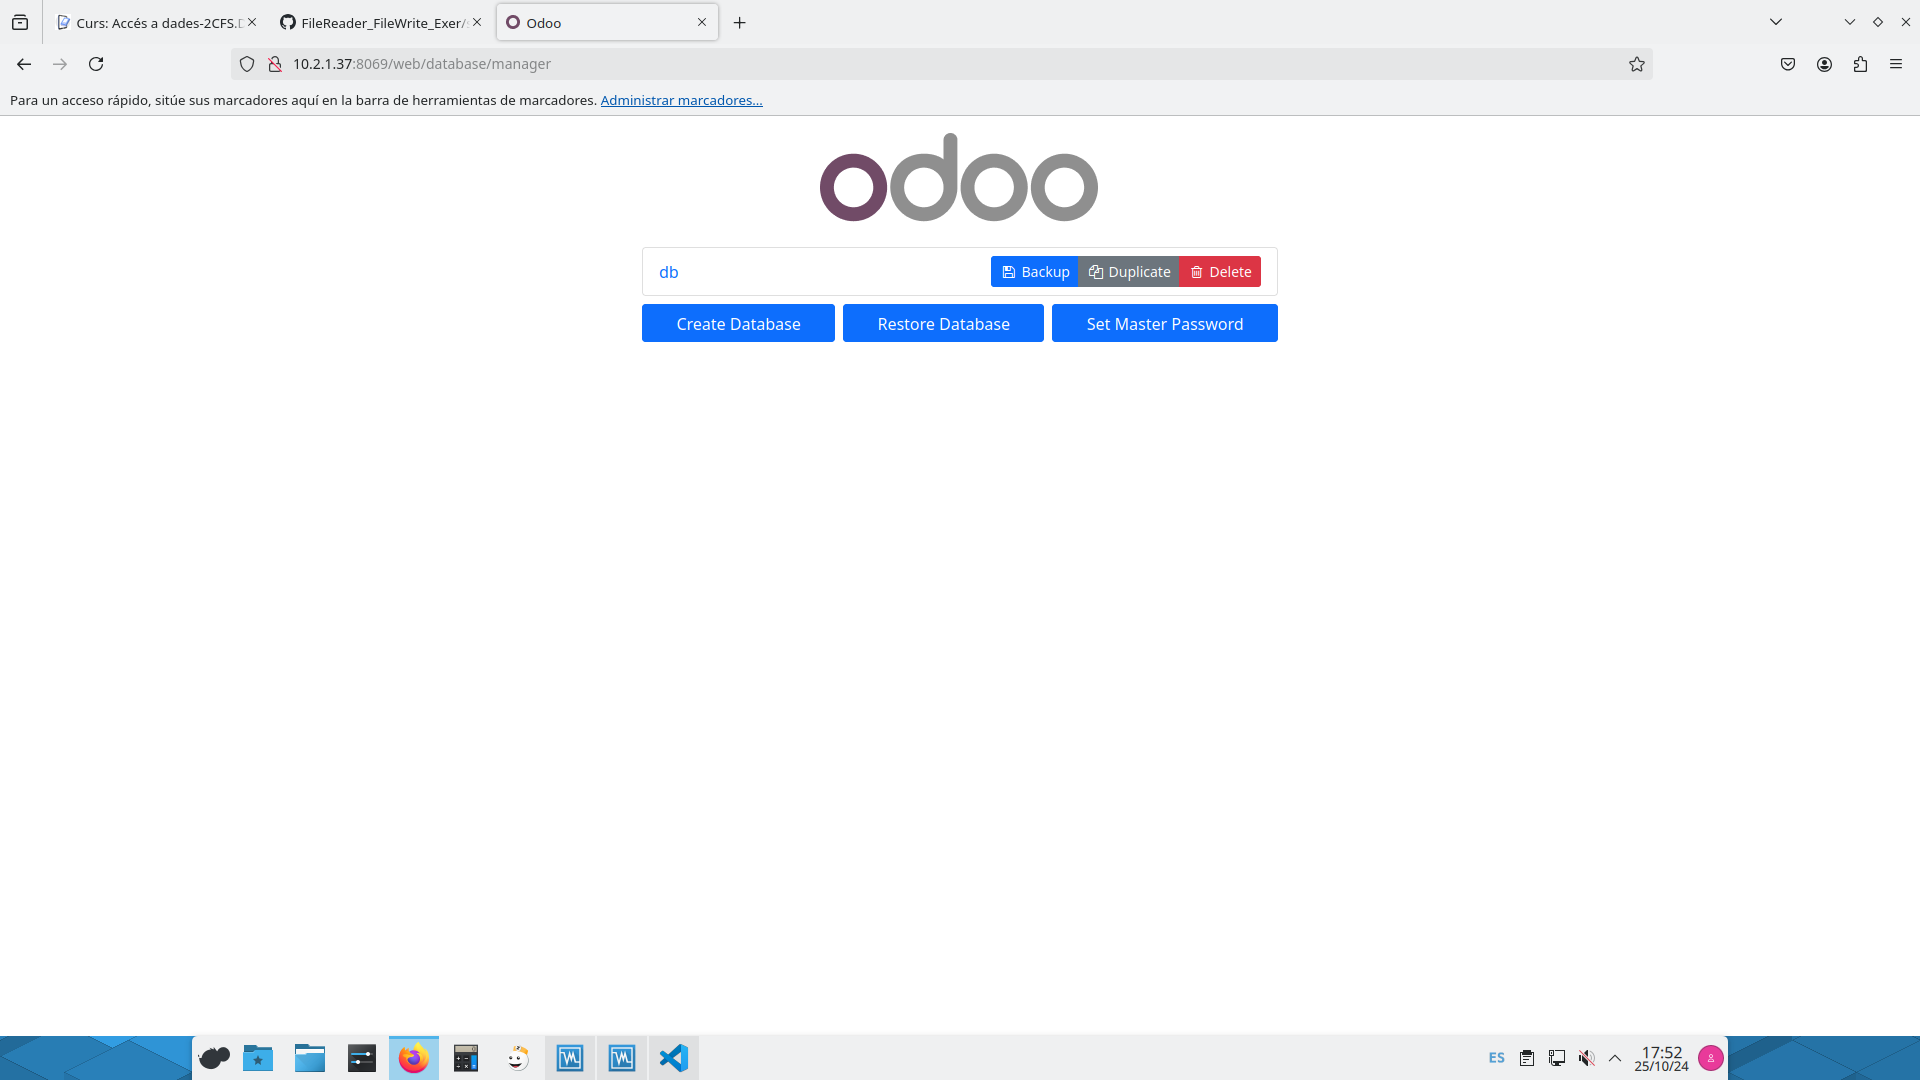 Curs: Accés a dades-2CFS.D
FileReader_FileWrite_Exer/s
Odoo
10.2.1.37:8069/web/database/manager
Para un acceso rápido, sitúe sus marcadores aquí en la barra de herramientas de marcadores. Administrar marcadores...
odoo
db
Backup
Duplicate
Delete
Create Database
Restore Database
Set Master Password
ES
17:52
25/10/24